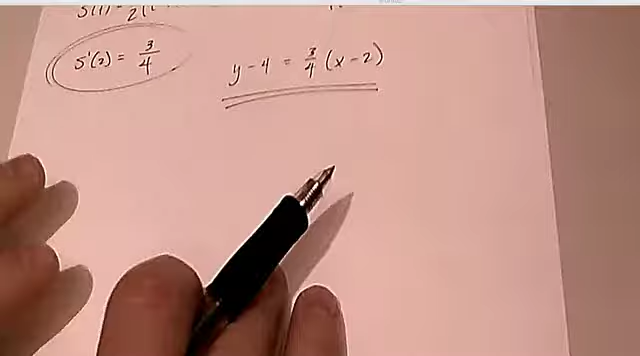 s'(2) = 3/4
y - 4 = 3/4 (x - 2)